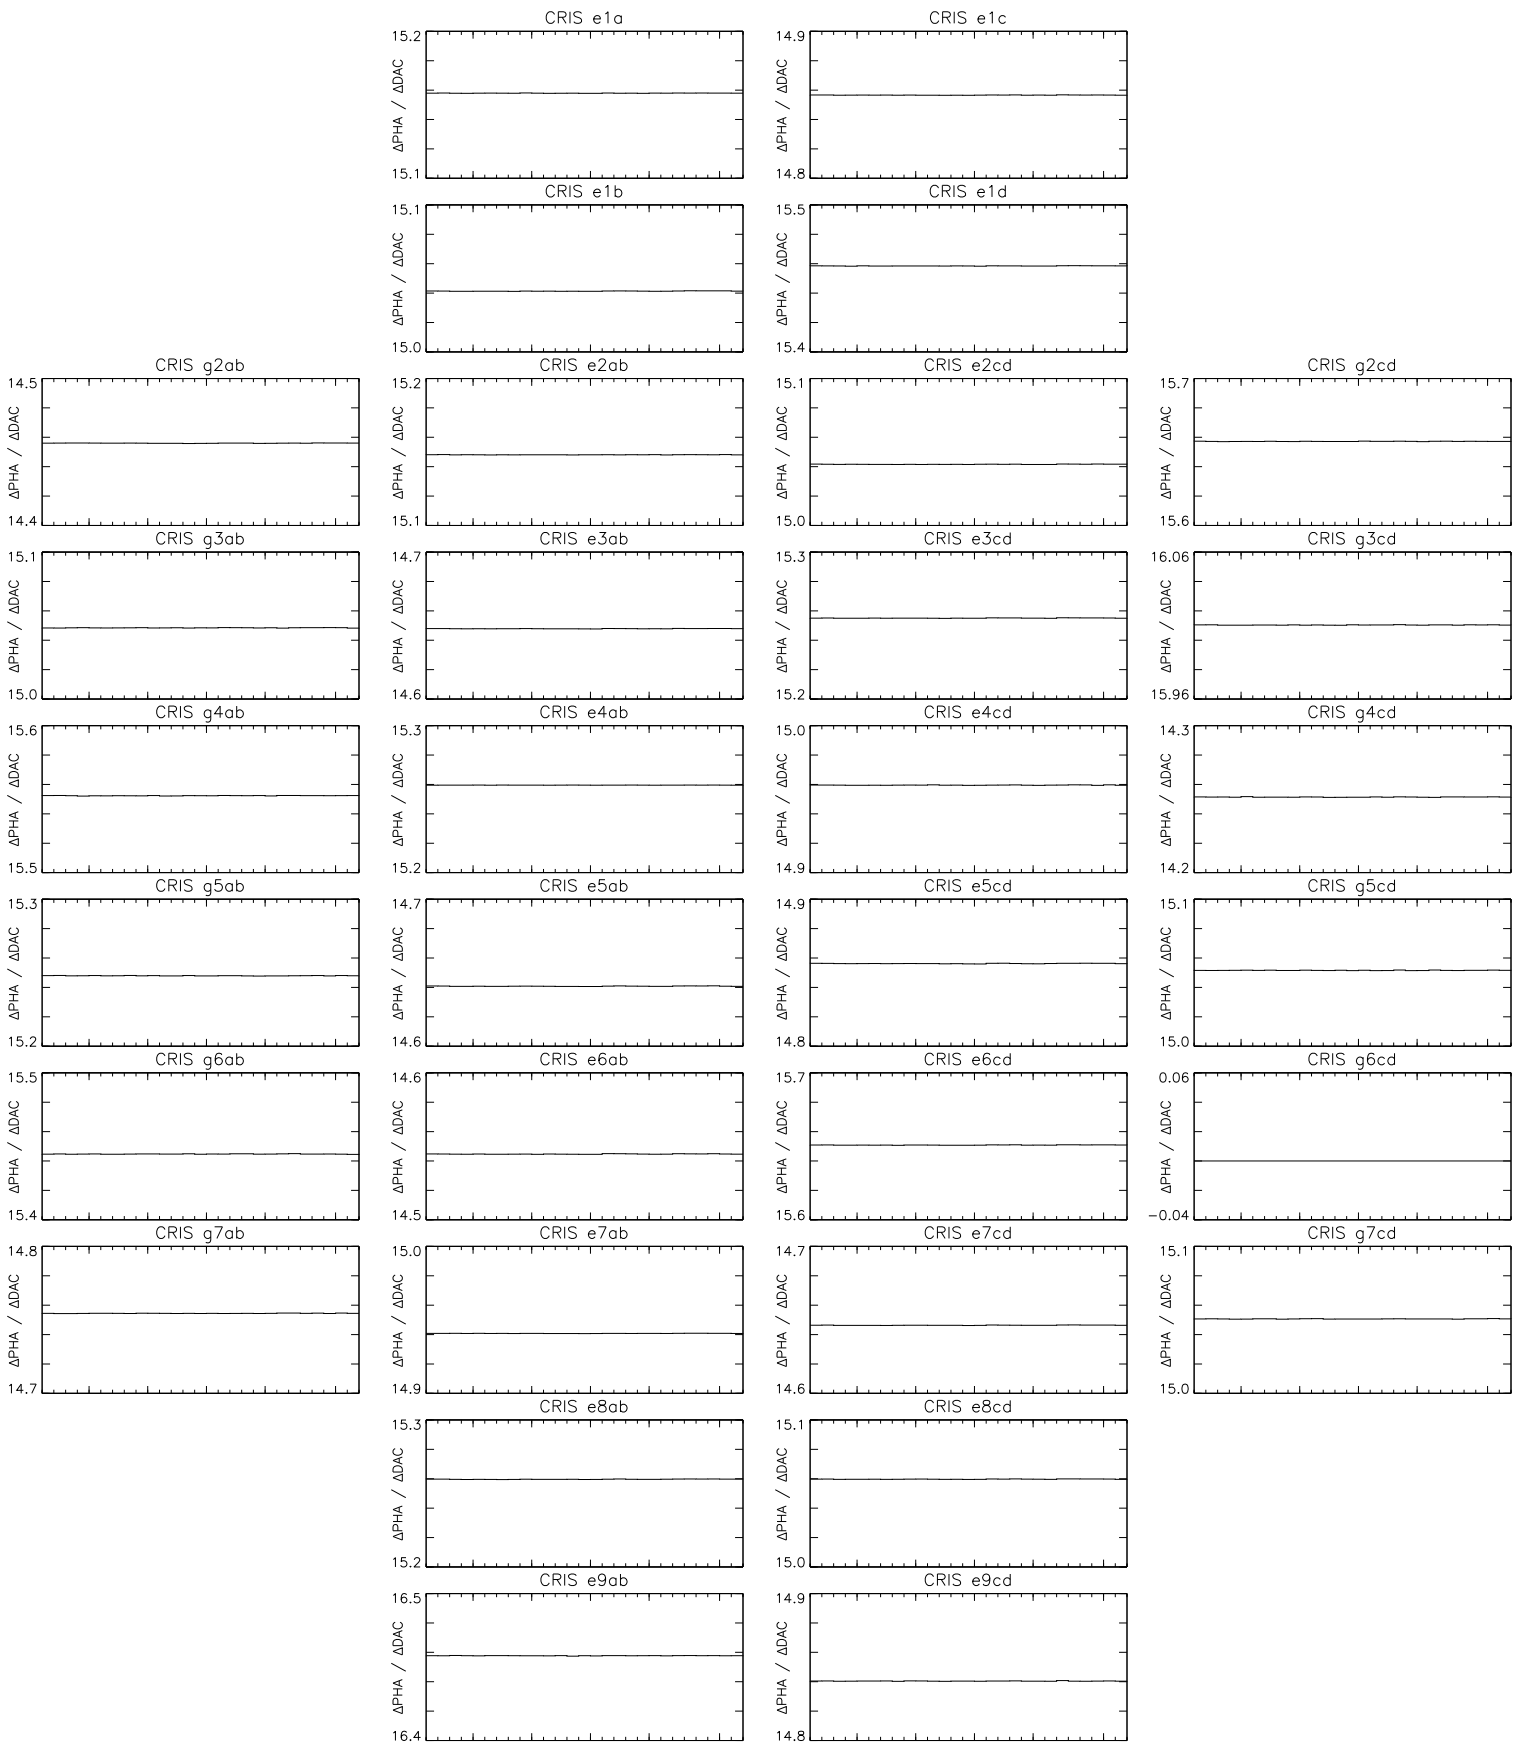 CRIS e1a
15.2
ΔPHA / ΔDAC
15.1
CRIS e1c
14.9
ΔPHA / ΔDAC
14.8
CRIS e1b
15.1
ΔPHA / ΔDAC
15.0
CRIS e1d
15.5
ΔPHA / ΔDAC
15.4
CRIS g2ab
14.5
ΔPHA / ΔDAC
14.4
CRIS e2ab
15.2
ΔPHA / ΔDAC
15.1
CRIS e2cd
15.1
ΔPHA / ΔDAC
15.0
CRIS g2cd
15.7
ΔPHA / ΔDAC
15.6
CRIS g3ab
15.1
ΔPHA / ΔDAC
15.0
CRIS e3ab
14.7
ΔPHA / ΔDAC
14.6
CRIS e3cd
15.3
ΔPHA / ΔDAC
15.2
CRIS g3cd
16.06
ΔPHA / ΔDAC
15.96
CRIS g4ab
15.6
ΔPHA / ΔDAC
15.5
CRIS e4ab
15.3
ΔPHA / ΔDAC
15.2
CRIS e4cd
15.0
ΔPHA / ΔDAC
14.9
CRIS g4cd
14.3
ΔPHA / ΔDAC
14.2
CRIS g5ab
15.3
ΔPHA / ΔDAC
15.2
CRIS e5ab
14.7
ΔPHA / ΔDAC
14.6
CRIS e5cd
14.9
ΔPHA / ΔDAC
14.8
CRIS g5cd
15.1
ΔPHA / ΔDAC
15.0
CRIS g6ab
15.5
ΔPHA / ΔDAC
15.4
CRIS e6ab
14.6
ΔPHA / ΔDAC
14.5
CRIS e6cd
15.7
ΔPHA / ΔDAC
15.6
CRIS g6cd
0.06
ΔPHA / ΔDAC
−0.04
CRIS g7ab
14.8
ΔPHA / ΔDAC
14.7
CRIS e7ab
15.0
ΔPHA / ΔDAC
14.9
CRIS e7cd
14.7
ΔPHA / ΔDAC
14.6
CRIS g7cd
15.1
ΔPHA / ΔDAC
15.0
CRIS e8ab
15.3
ΔPHA / ΔDAC
15.2
CRIS e8cd
15.1
ΔPHA / ΔDAC
15.0
CRIS e9ab
16.5
ΔPHA / ΔDAC
16.4
CRIS e9cd
14.9
ΔPHA / ΔDAC
14.8